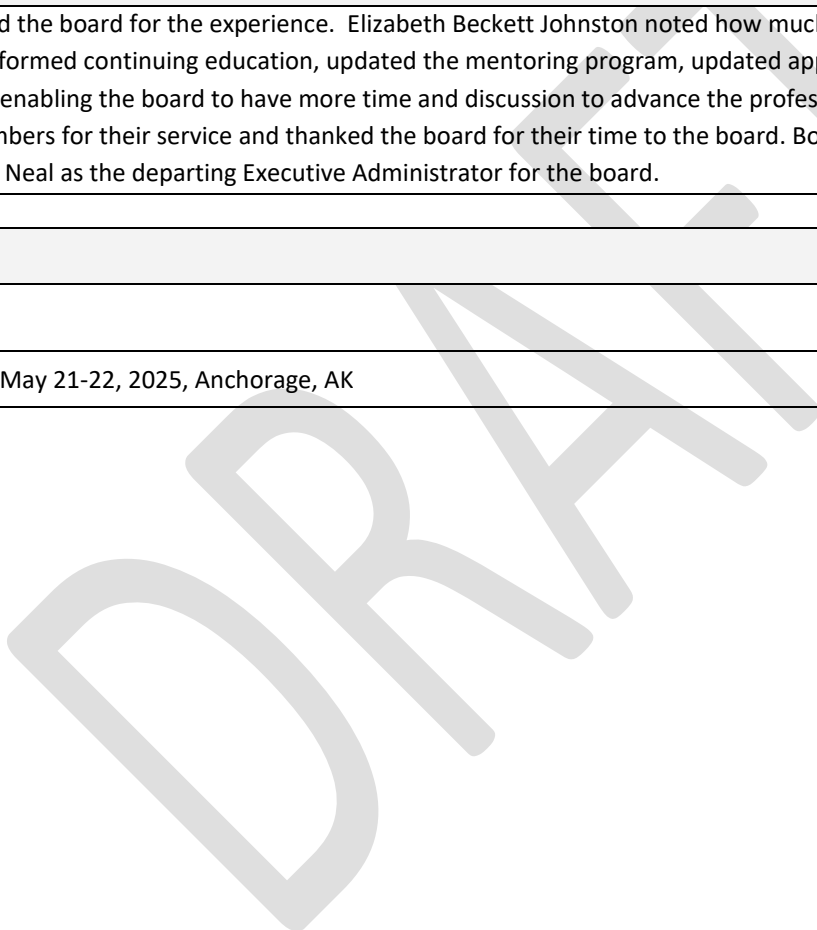 d the board for the experience.  Elizabeth Beckett Johnston noted how much
formed continuing education, updated the mentoring program, updated app
enabling the board to have more time and discussion to advance the profes
mbers for their service and thanked the board for their time to the board. Bo
Neal as the departing Executive Administrator for the board.
May 21-22, 2025, Anchorage, AK
DRAFT